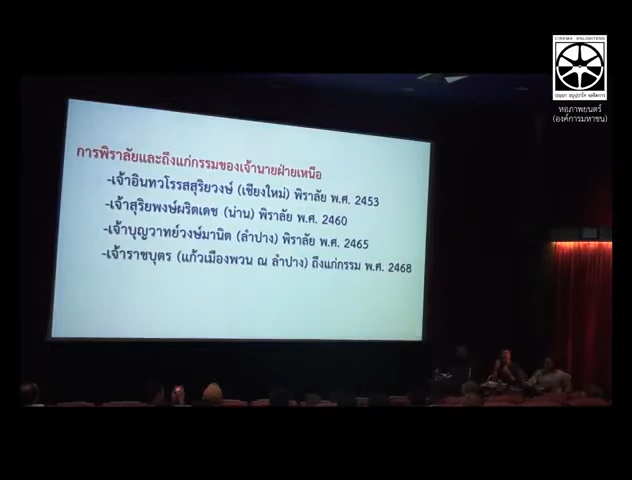 CINEMA ENLIGHTENS
หอภาพยนตร์
(องค์การมหาชน)
การพิราลัยและถึงแก่กรรมของเจ้านายฝ่ายเหนือ
-เจ้าอินทวโรรสสุริยวงษ์ (เชียงใหม่) พิราลัย พ.ศ. 2453
-เจ้าสุริยพงษ์ผริตเดช (น่าน) พิราลัย พ.ศ. 2460
-เจ้าบุญวาทย์วงษ์มานิต (ลำปาง) พิราลัย พ.ศ. 2465
-เจ้าราชบุตร (แก้วเมืองพวน ณ ลำปาง) ถึงแก่กรรม พ.ศ. 2468